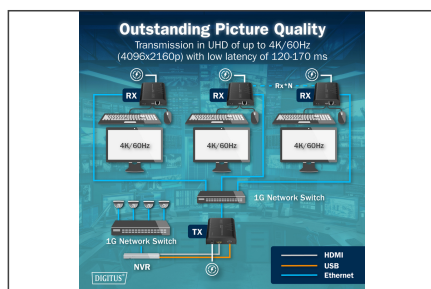 Outstanding Picture Quality
Transmission in UHD of up to 4K/60Hz
(4096x2160p) with low latency of 120-170 ms
RX
RX
Rx*N
RX
4K/60Hz
4K/60Hz
4K/60Hz
1G Network Switch
TX
1G Network Switch
NVR
HDMI
USB
Ethernet
DIGITUS